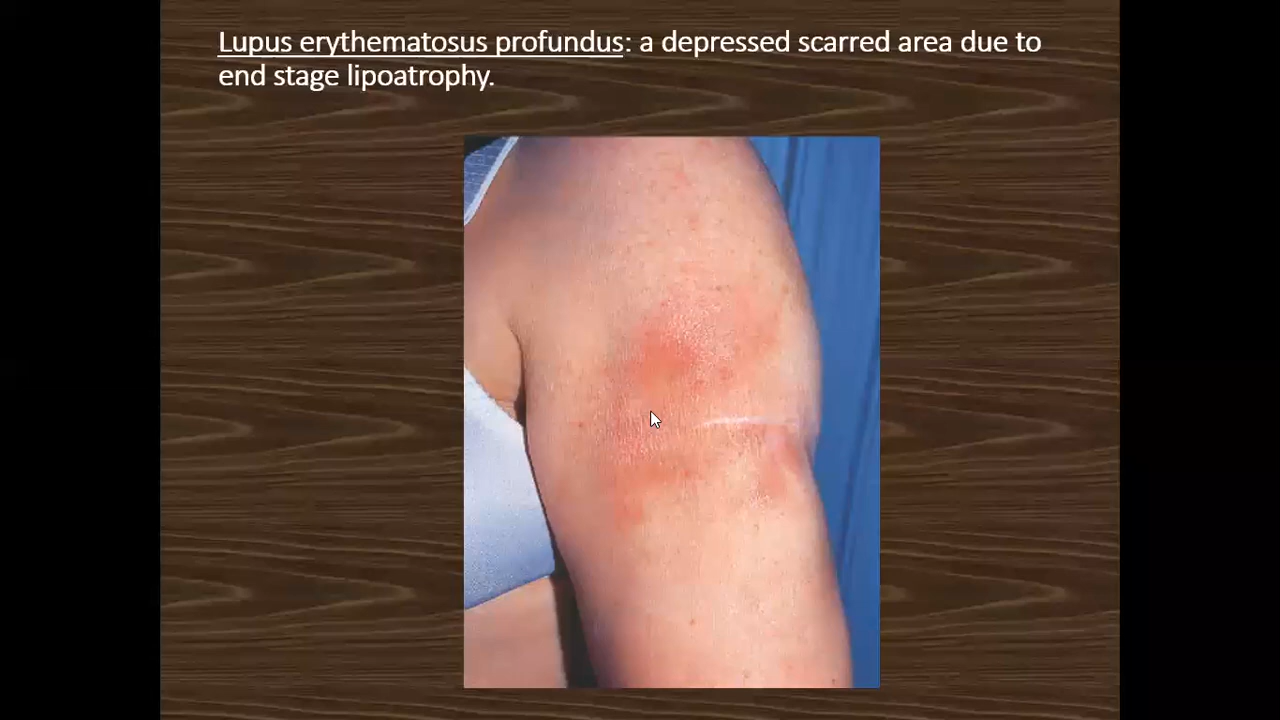 Lupus erythematosus profundus: a depressed scarred area due to
end stage lipoatrophy.